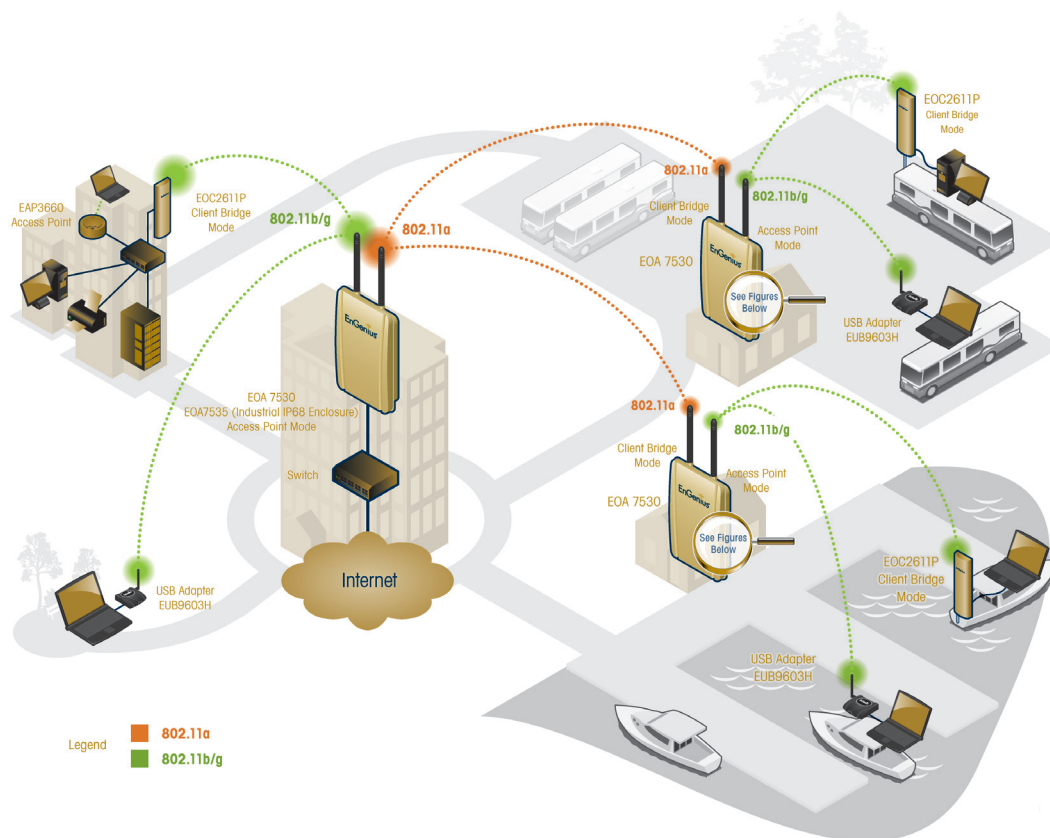 EOC2611P
Client Bridge
Mode
802.11a
802.11b/g
Client Bridge
Mode
Access Point
Mode
EOA 7530
EnGenius
See Figures
Below
USB Adapter
EUB9603H
EAP3660
Access Point
EOC2611P
Client Bridge
Mode
802.11b/g
802.11a
EnGenius
EOA 7530
EOA7535 (Industrial IP68 Enclosure)
Access Point Mode
Switch
Internet
USB Adapter
EUB9603H
802.11a
802.11b/g
Client Bridge
Mode
Access Point
Mode
EOA 7530
EnGenius
See Figures
Below
EOC2611P
Client Bridge
Mode
USB Adapter
EUB9603H
Legend
802.11a
802.11b/g